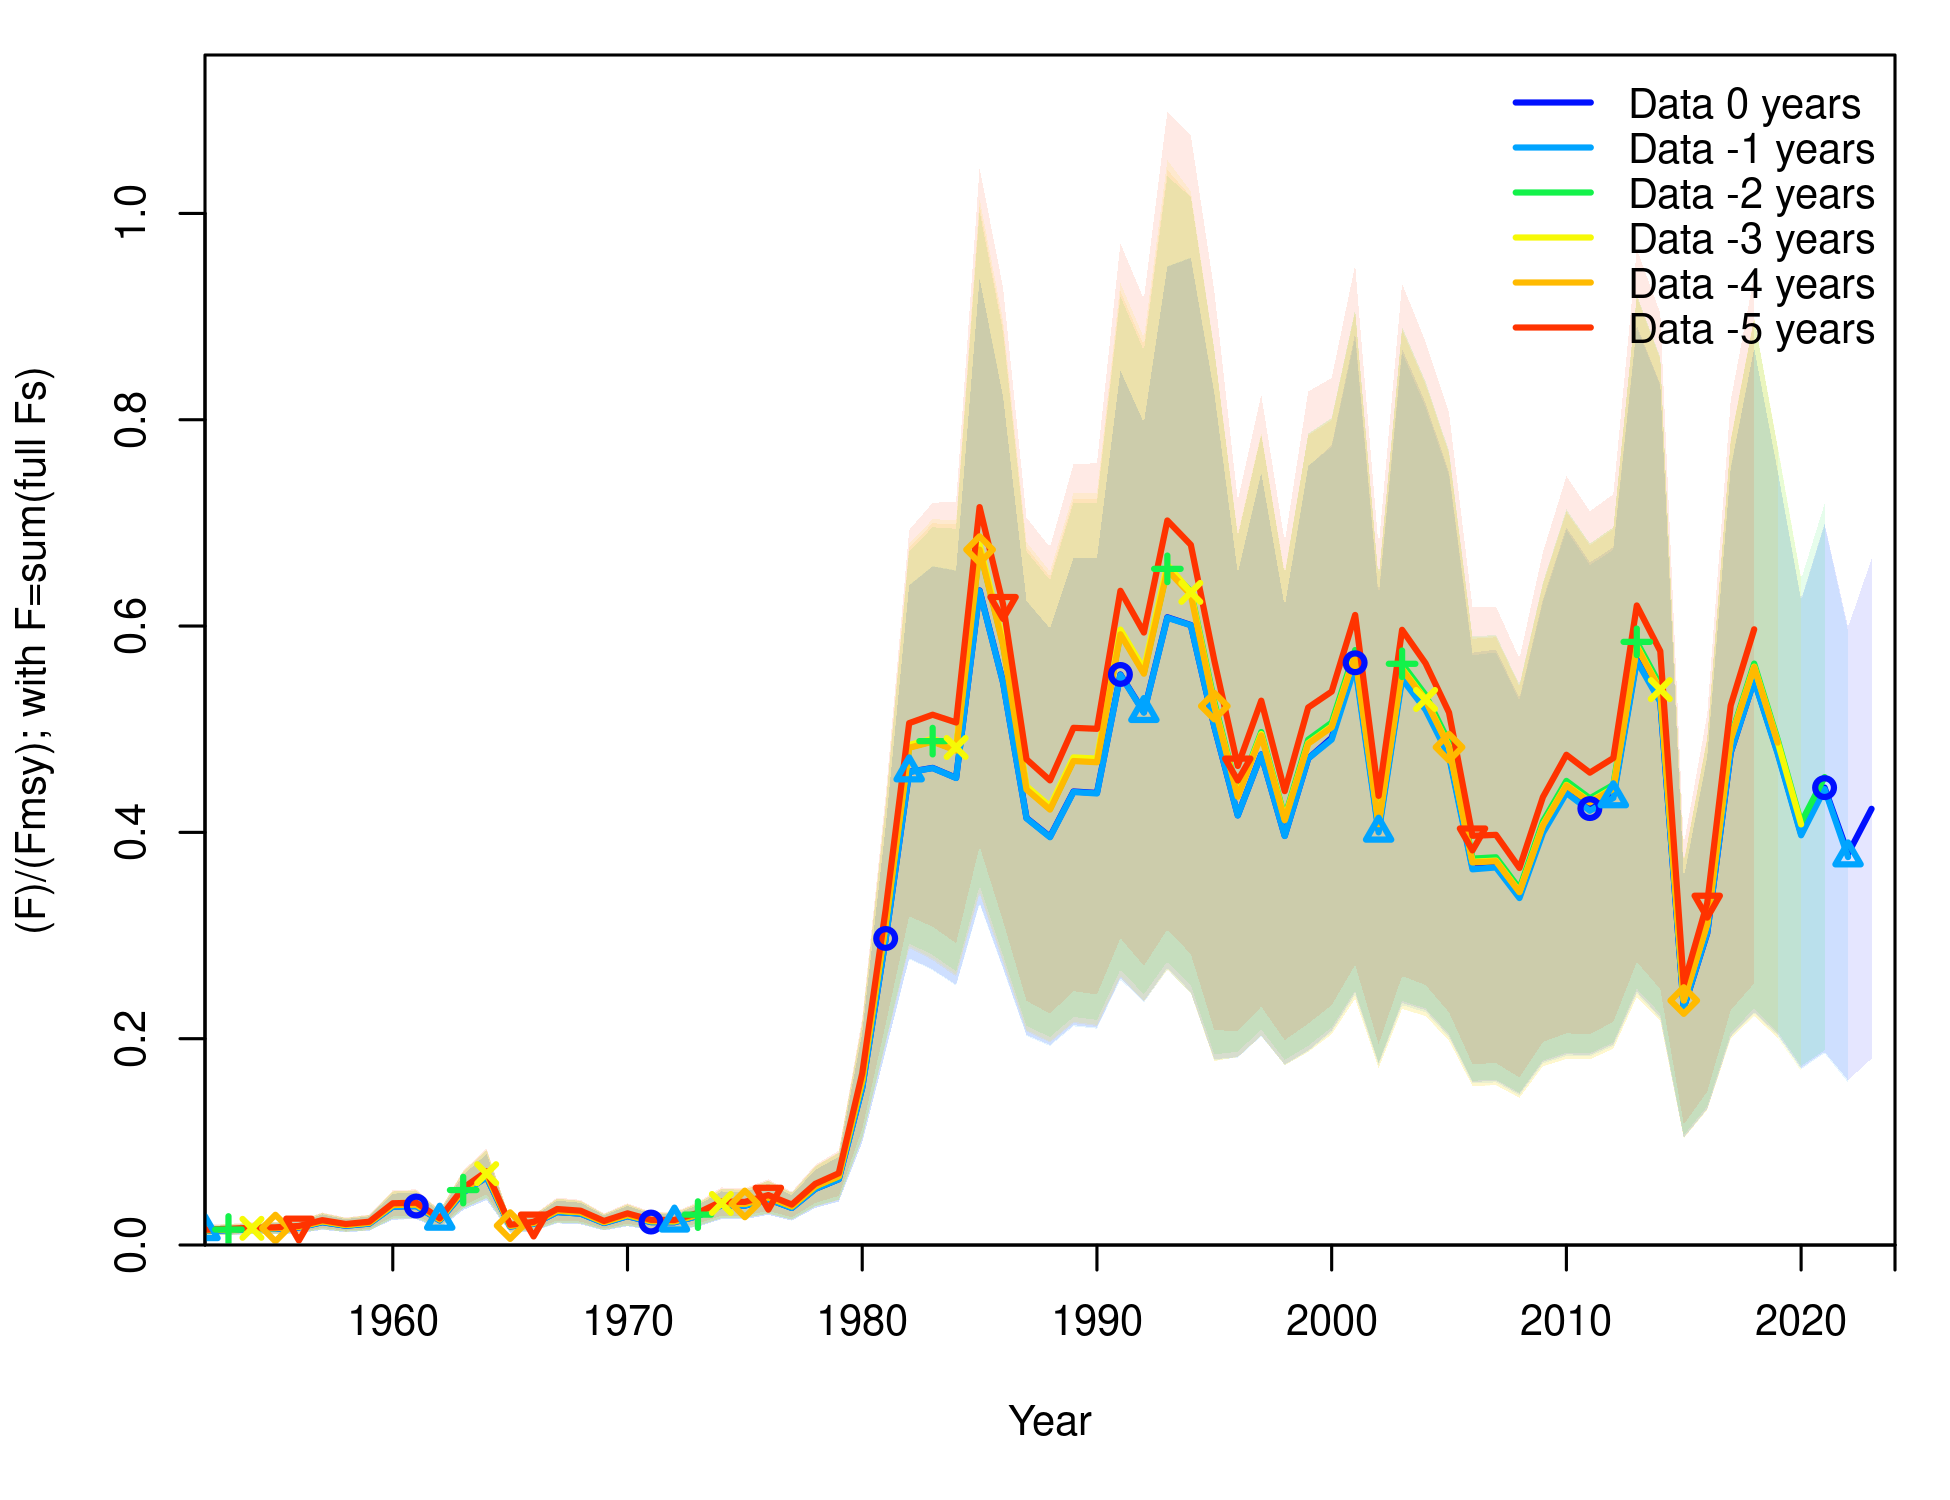 Data 0 years
Data -1 years
Data -2 years
Data -3 years
Data -4 years
Data -5 years
(F)/(Fmsy); with F=sum(full Fs)
1.0
0.8
0.6
0.4
0.2
0.0
1960 1970 1980 1990 2000 2010 2020
Year